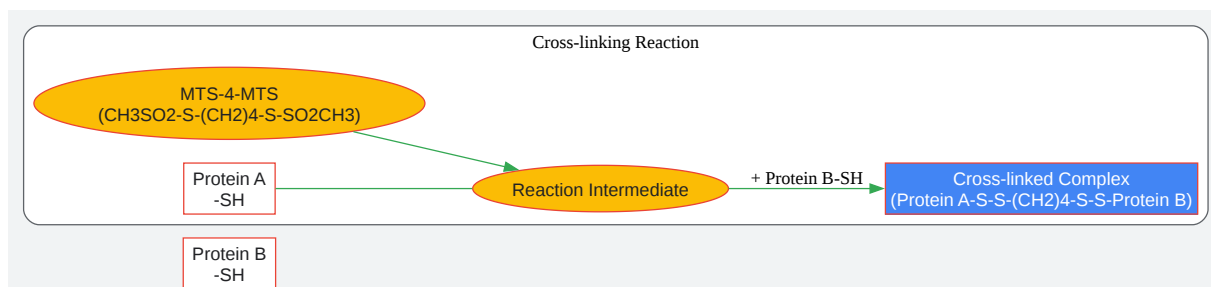 Cross-linking Reaction
MTS-4-MTS
(CH3SO2-S-(CH2)4-S-SO2CH3)
Protein A
-SH
Reaction Intermediate
+ Protein B-SH
Cross-linked Complex
(Protein A-S-S-(CH2)4-S-S-Protein B)
Protein B
-SH